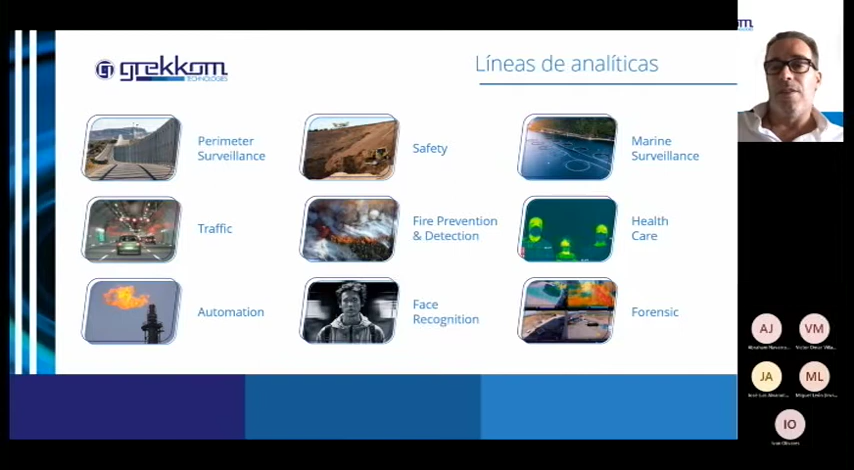 grekkom
TECHNOLOGIES
Líneas de analíticas
Perimeter
Surveillance
Safety
Marine
Surveillance
Traffic
Fire Prevention
& Detection
Health
Care
Automation
Face
Recognition
Forensic
AJ
VM
JA
ML
IO